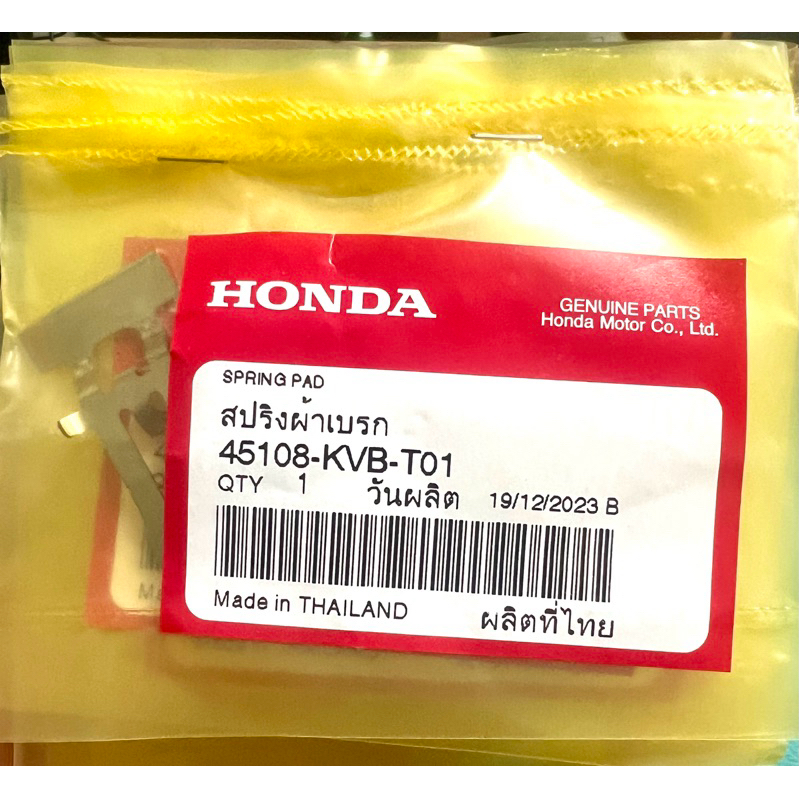 HONDA
GENUINE PARTS
Honda Motor Co., Ltd.
SPRING PAD
สปริงผ้าเบรก
45108-KVB-T01
QTY 1 วันผลิต 19/12/2023 B
Made in THAILAND ผลิตที่ไทย